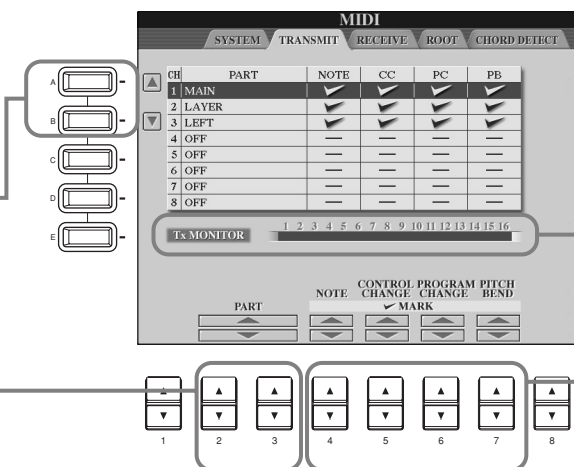 MIDI
SYSTEM TRANSMIT RECEIVE ROOT CHORD DETECT
CH PART NOTE CC PC PB
1 MAIN
2 LAYER
3 LEFT
4 OFF
5 OFF
6 OFF
7 OFF
8 OFF
Tx MONITOR 1 2 3 4 5 6 7 8 9 10 11 12 13 14 15 16
PART NOTE CONTROL CHANGE PROGRAM CHANGE PITCH BEND
MARK
A
B
C
D
E
1 2 3 4 5 6 7 8